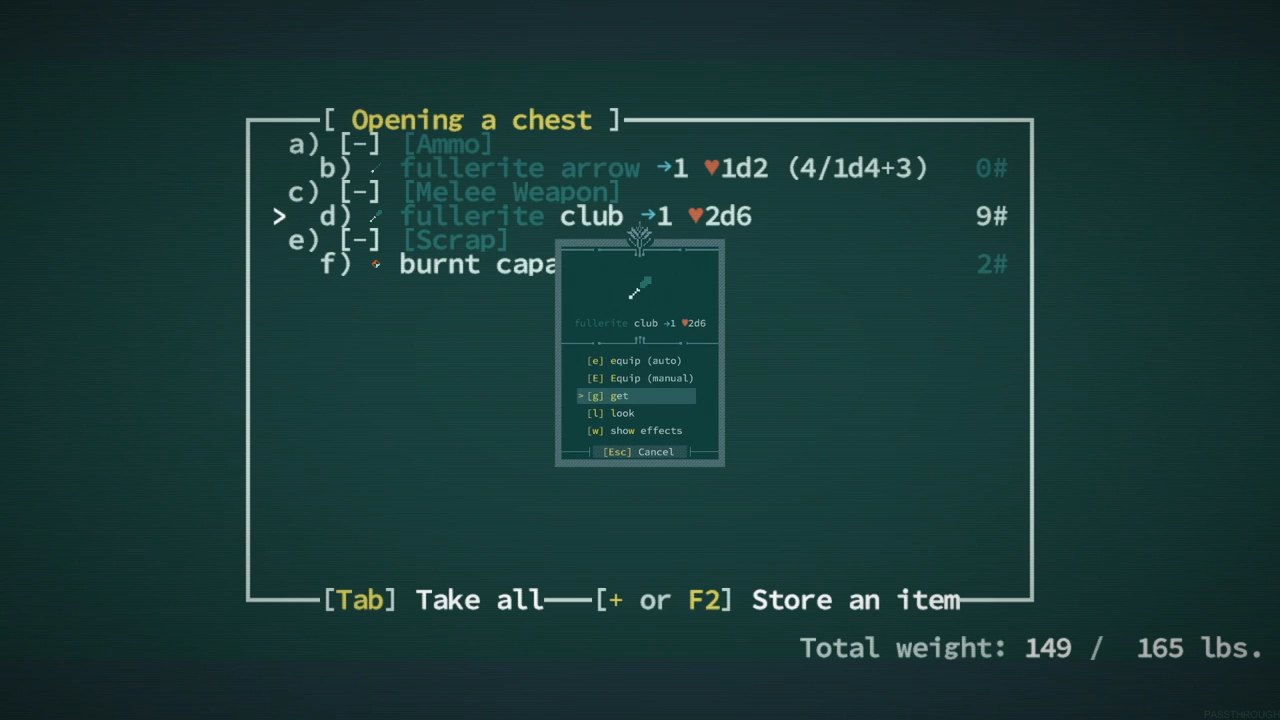 [ Opening a chest ]
a) [-] [Ammo]
b) fullerite arrow →1 ♥1d2 (4/1d4+3) 0#
c) [-] [Melee Weapon]
> d) fullerite club →1 ♥2d6 9#
e) [-] [Scrap]
f) burnt capa 2#
fullerite club →1 ♥2d6
[e] equip (auto)
[E] Equip (manual)
> [g] get
[l] look
[w] show effects
[Esc] Cancel
[Tab] Take all [+ or F2] Store an item
Total weight: 149 / 165 lbs.